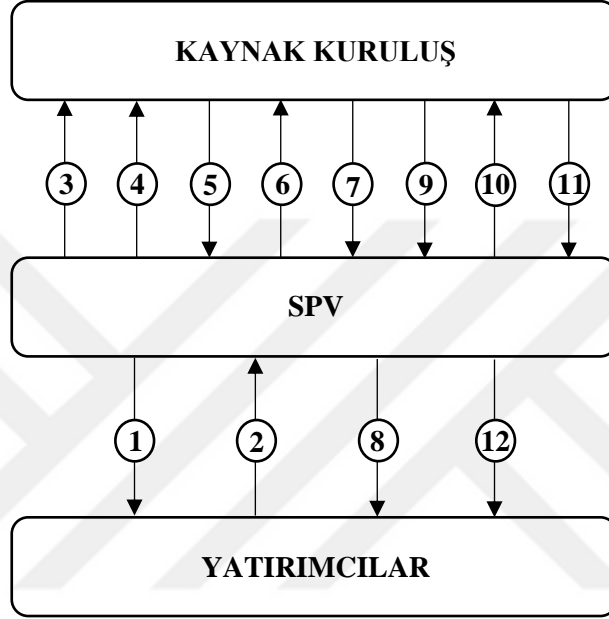 KAYNAK KURULUŞ
3 4 5 6 7 9 10 11
SPV
1 2 8 12
YATIRIMCILAR